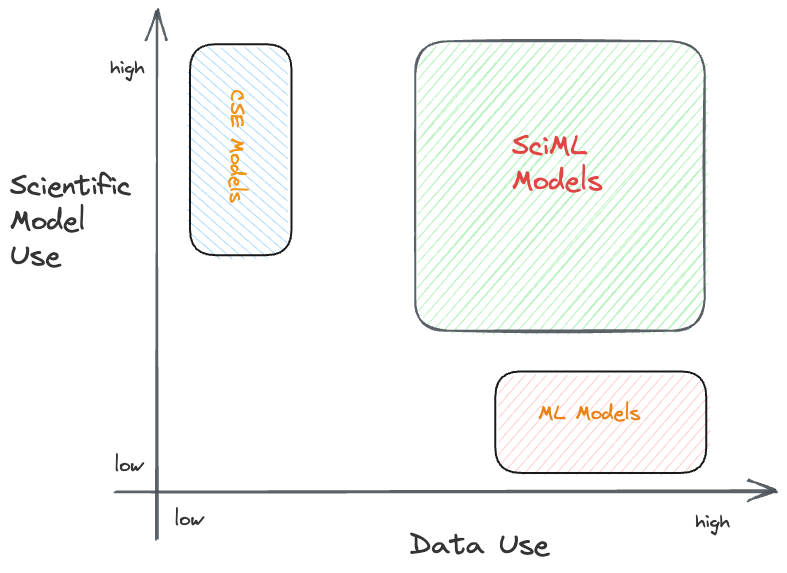 high
CSE Models
SciML
Models
Scientific
Model
Use
ML Models
low
low
high
Data Use